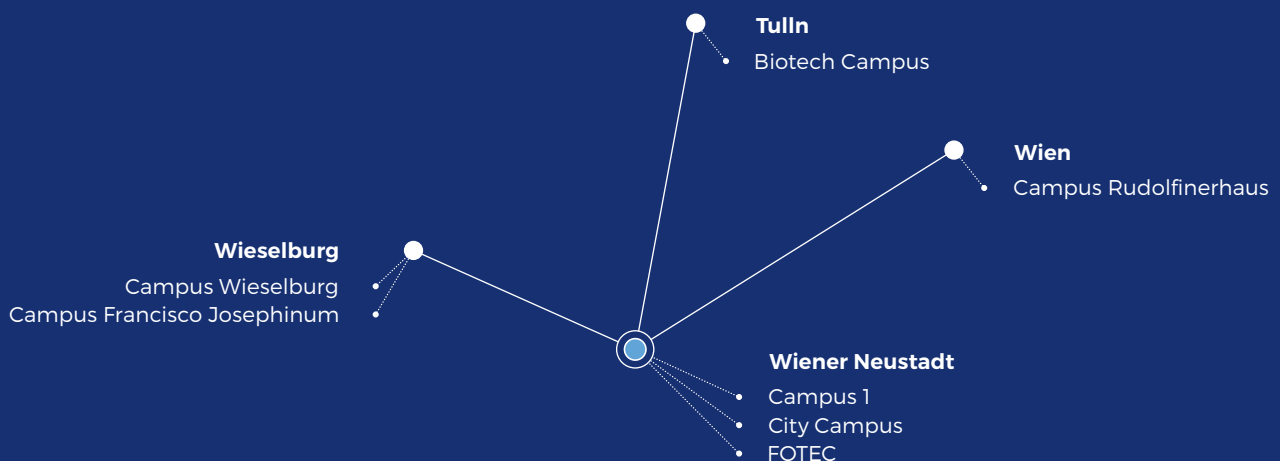 Tulln
Biotech Campus
Wien
Campus Rudolfinerhaus
Wieselburg
Campus Wieselburg
Campus Francisco Josephinum
Wiener Neustadt
Campus 1
City Campus
FOTEC